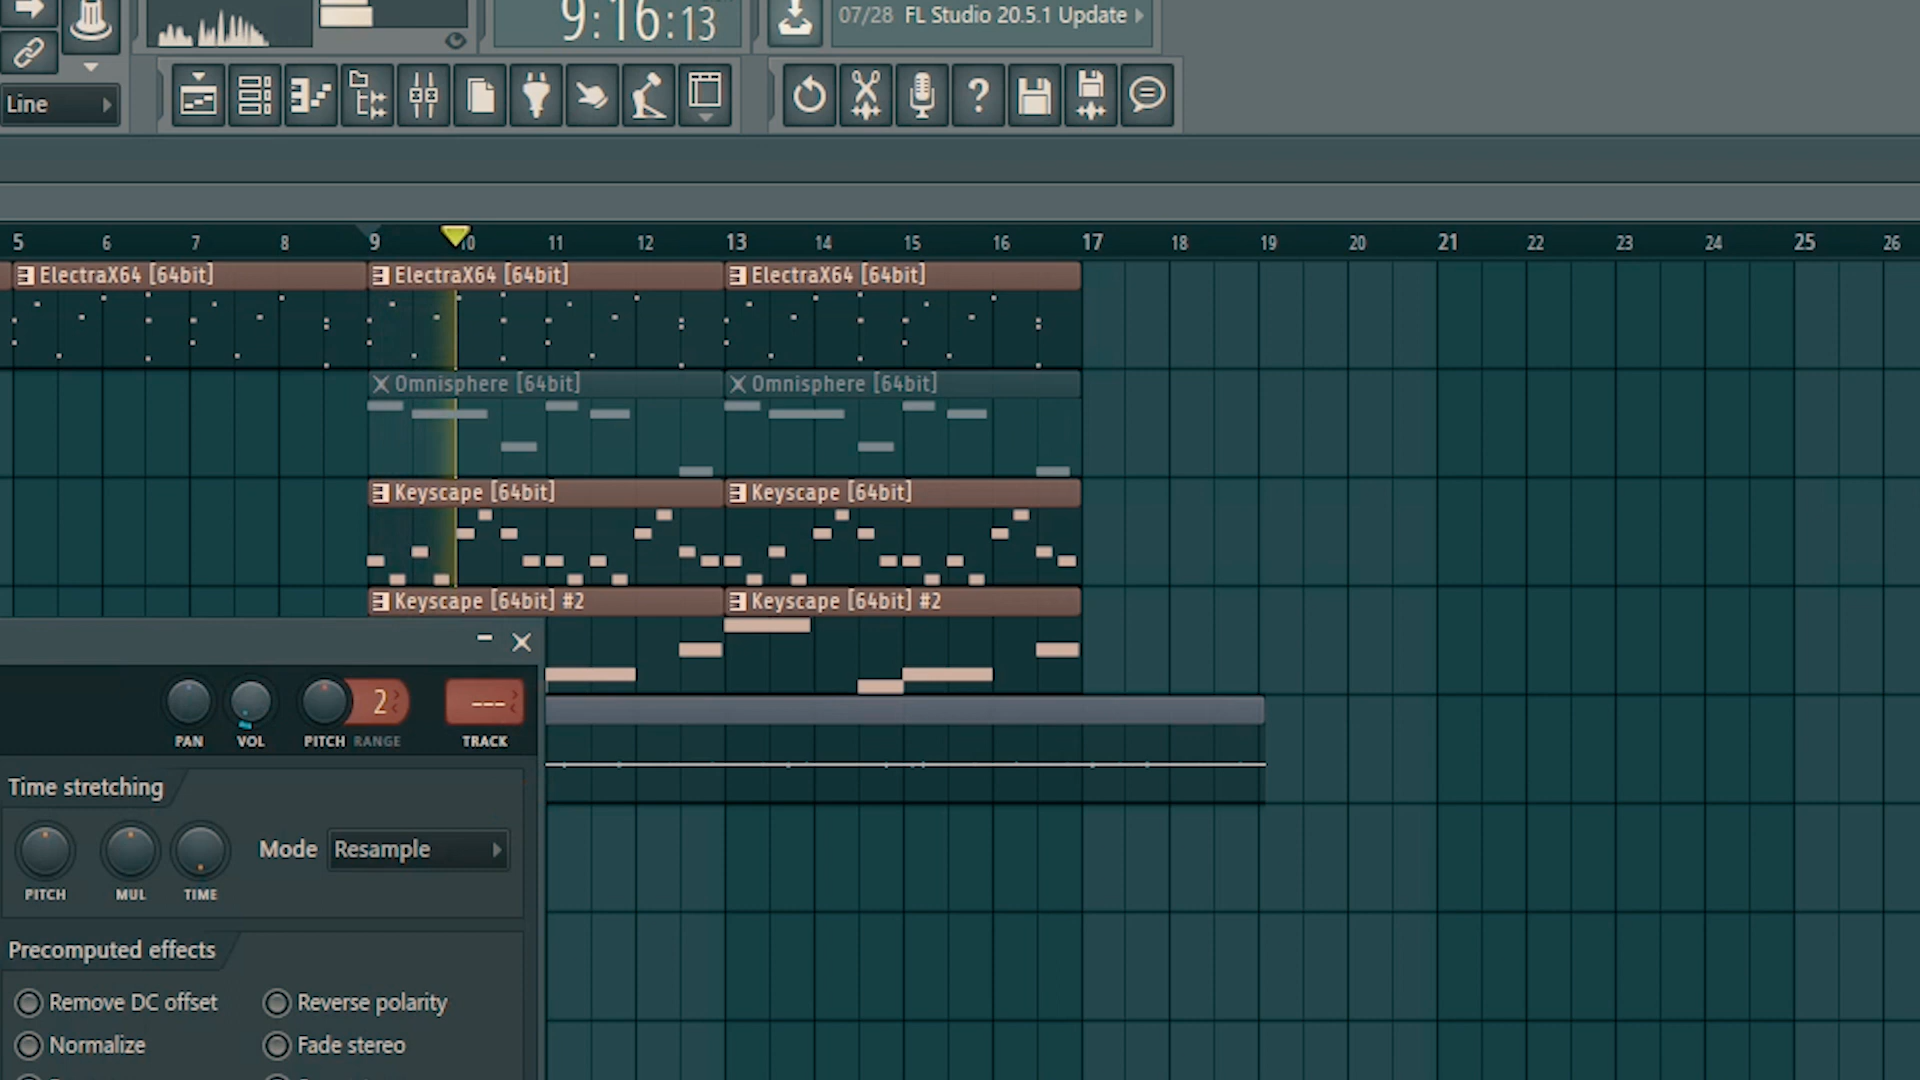 9:16:13
07/28 FL Studio 20.5.1 Update
Line
?
5 6 7 8 9 10 11 12 13 14 15 16 17 18 19 20 21 22 23 24 25 26
ElectraX64 [64bit] ElectraX64 [64bit] ElectraX64 [64bit]
Omnisphere [64bit] Omnisphere [64bit]
Keyscape [64bit] Keyscape [64bit]
Keyscape [64bit] #2 Keyscape [64bit] #2
2 ---
PAN VOL PITCH RANGE TRACK
Time stretching
Mode Resample
PITCH MUL TIME
Precomputed effects
Remove DC offset Reverse polarity
Normalize Fade stereo